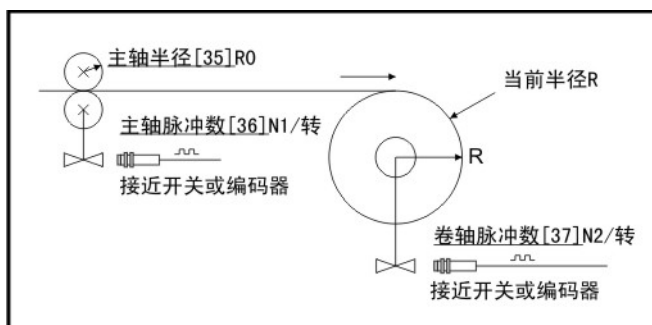 主轴半径[35]R0
当前半径R
主轴脉冲数[36]N1/转
接近开关或编码器
R
卷轴脉冲数[37]N2/转
接近开关或编码器